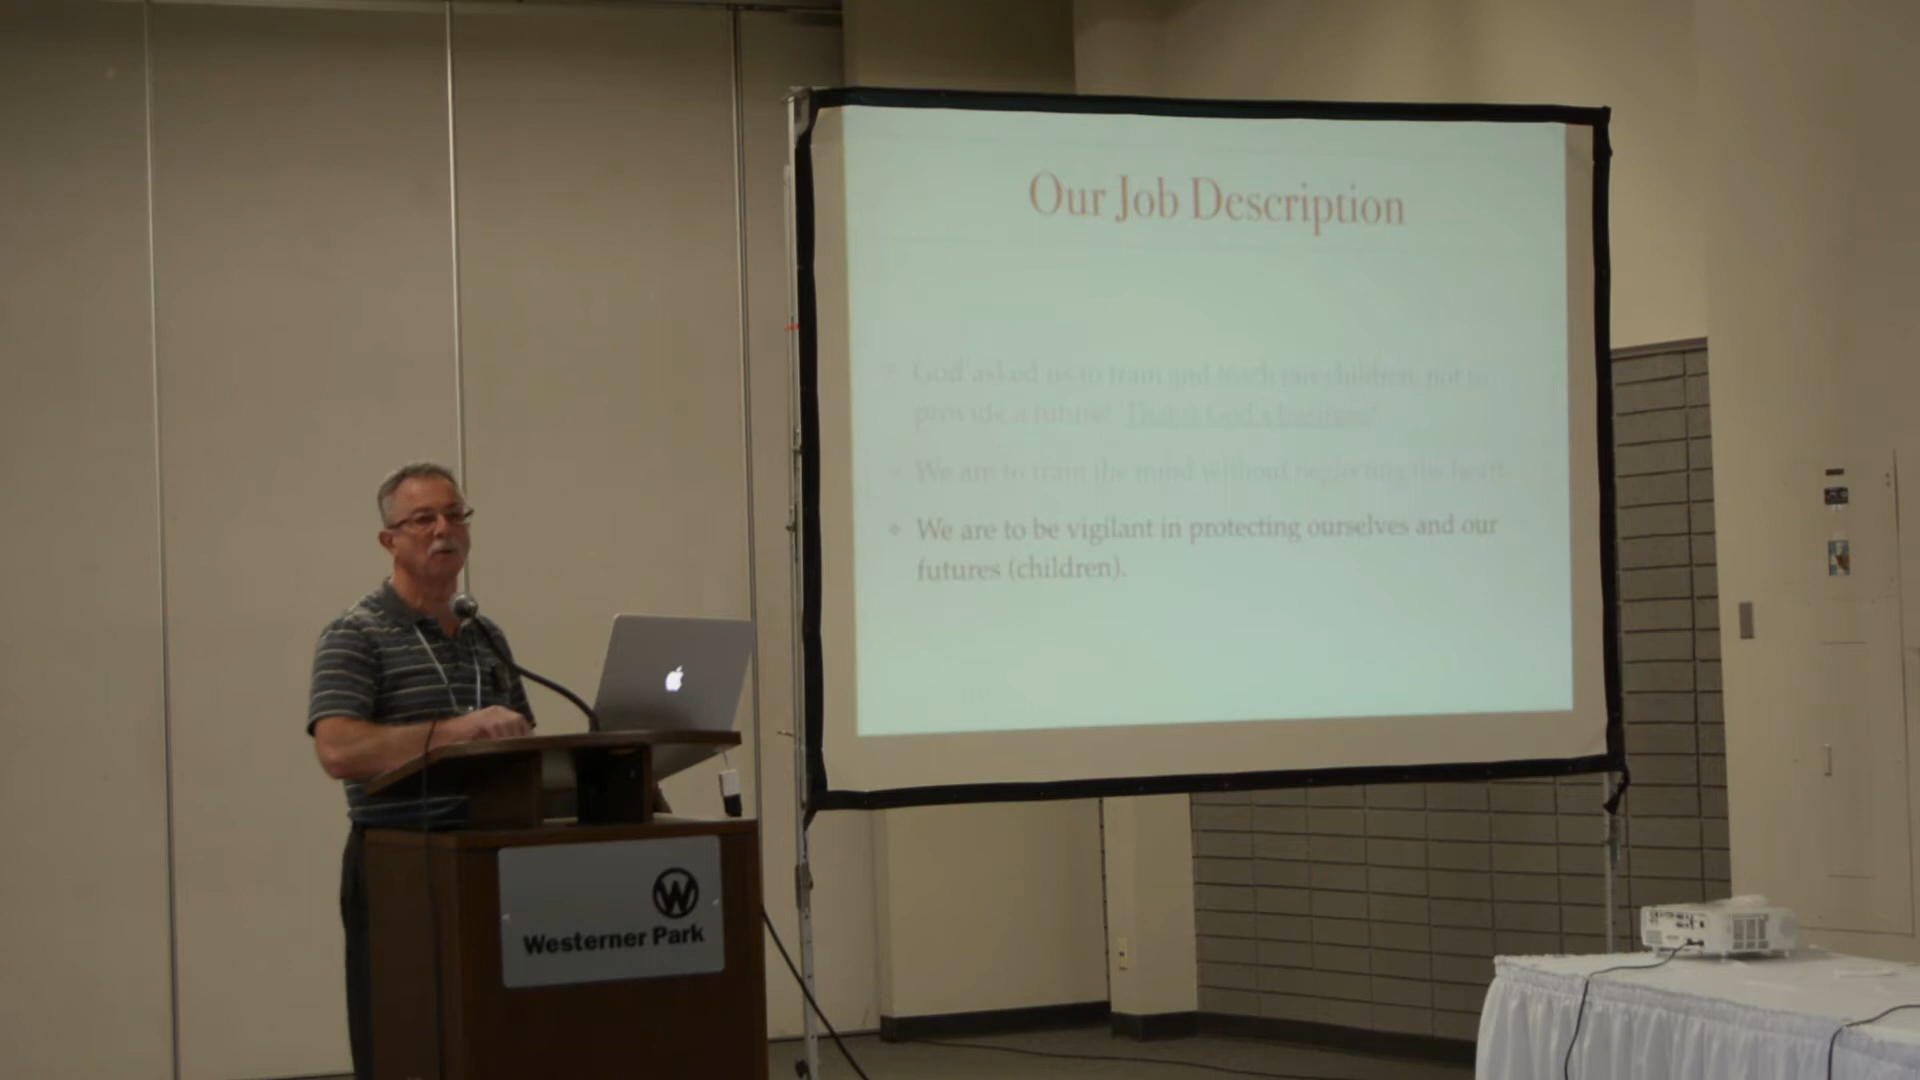 Our Job Description
God asked us to train and teach our children, not to
provide a future! That is God's business!
We are to train the mind without neglecting the heart.
We are to be vigilant in protecting ourselves and our
futures (children).
W
Westerner Park